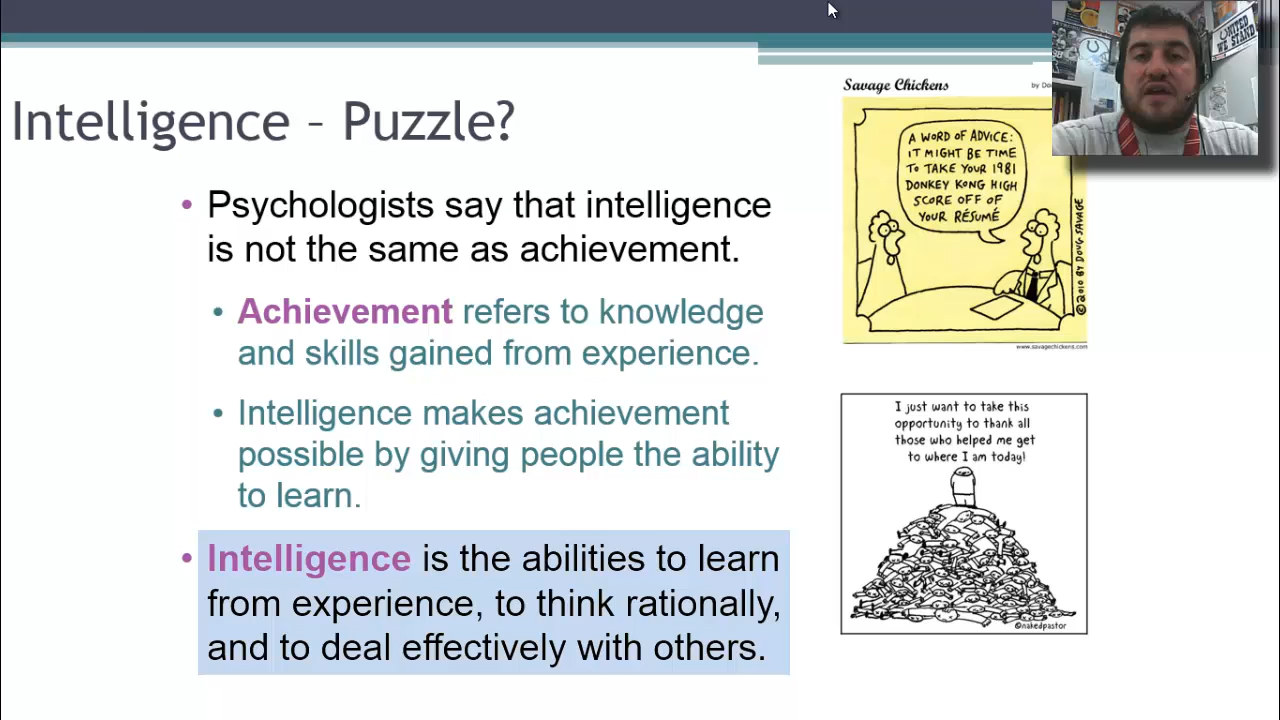 Intelligence – Puzzle?
• Psychologists say that intelligence
is not the same as achievement.
• Achievement refers to knowledge
and skills gained from experience.
• Intelligence makes achievement
possible by giving people the ability
to learn.
• Intelligence is the abilities to learn
from experience, to think rationally,
and to deal effectively with others.
Savage Chickens
by
A WORD OF ADVICE:
IT MIGHT BE TIME
TO TAKE YOUR 1981
DONKEY KONG HIGH
SCORE OFF OF
YOUR RÉSUMÉ
©2010 BY DOUG SAVAGE
www.savagechickens.com
I just want to take this
opportunity to thank all
those who helped me get
to where I am today!
@nakedpastor
UNITED
WE STAND